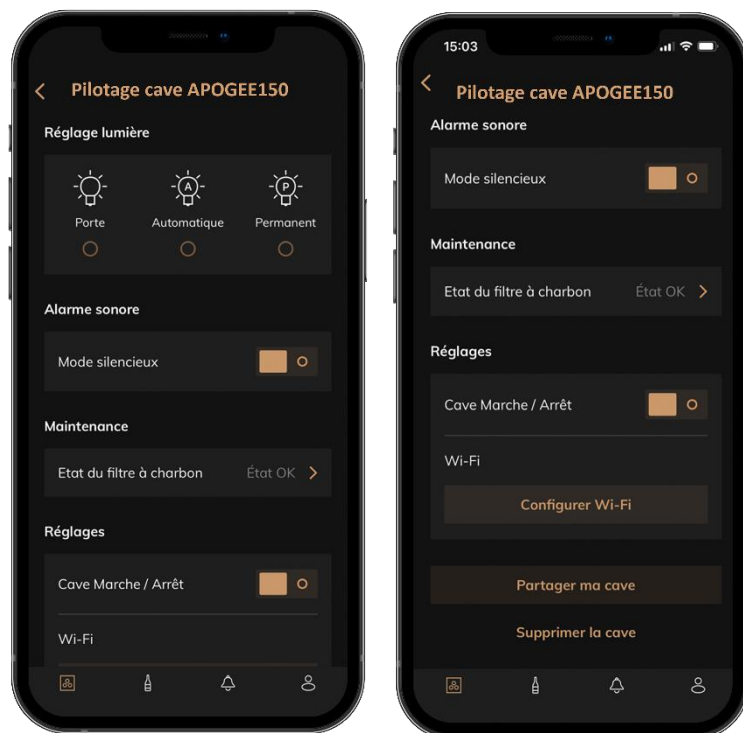 Pilotage cave APOGEE150
Réglage lumière
A
P
Porte
Automatique
Permanent
Alarme sonore
Mode silencieux
Maintenance
Etat du filtre à charbon
État OK
Réglages
Cave Marche / Arrêt
Wi-Fi
15:03
Pilotage cave APOGEE150
Alarme sonore
Mode silencieux
Maintenance
Etat du filtre à charbon
État OK
Réglages
Cave Marche / Arrêt
Wi-Fi
Configurer Wi-Fi
Partager ma cave
Supprimer la cave